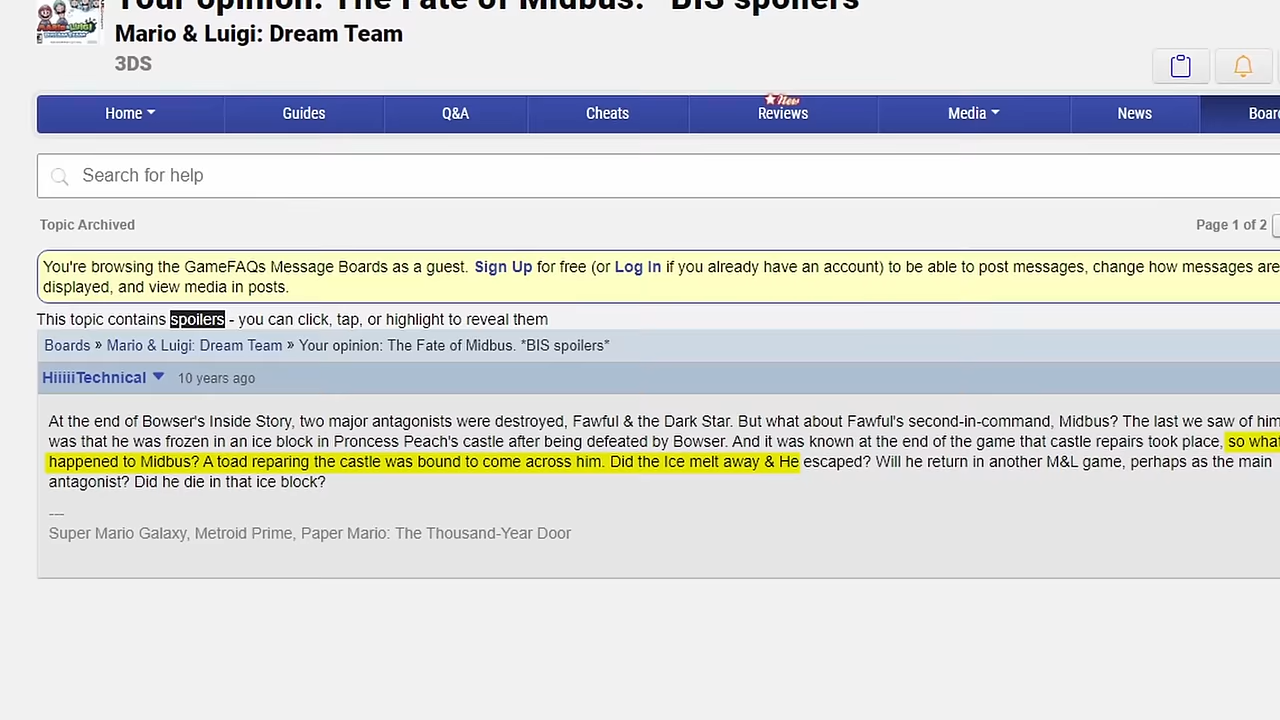 Your opinion: The Fate of Midbus. *BIS spoilers*
Mario & Luigi: Dream Team
3DS
Home Guides Q&A Cheats New Reviews Media News Boar
Search for help
Topic Archived Page 1 of 2
You're browsing the GameFAQs Message Boards as a guest. Sign Up for free (or Log In if you already have an account) to be able to post messages, change how messages are
displayed, and view media in posts.
This topic contains spoilers - you can click, tap, or highlight to reveal them
Boards » Mario & Luigi: Dream Team » Your opinion: The Fate of Midbus. *BIS spoilers*
HiiiiiTechnical 10 years ago
At the end of Bowser's Inside Story, two major antagonists were destroyed, Fawful & the Dark Star. But what about Fawful's second-in-command, Midbus? The last we saw of him
was that he was frozen in an ice block in Proncess Peach's castle after being defeated by Bowser. And it was known at the end of the game that castle repairs took place, so what
happened to Midbus? A toad reparing the castle was bound to come across him. Did the Ice melt away & He escaped? Will he return in another M&L game, perhaps as the main
antagonist? Did he die in that ice block?
---
Super Mario Galaxy, Metroid Prime, Paper Mario: The Thousand-Year Door